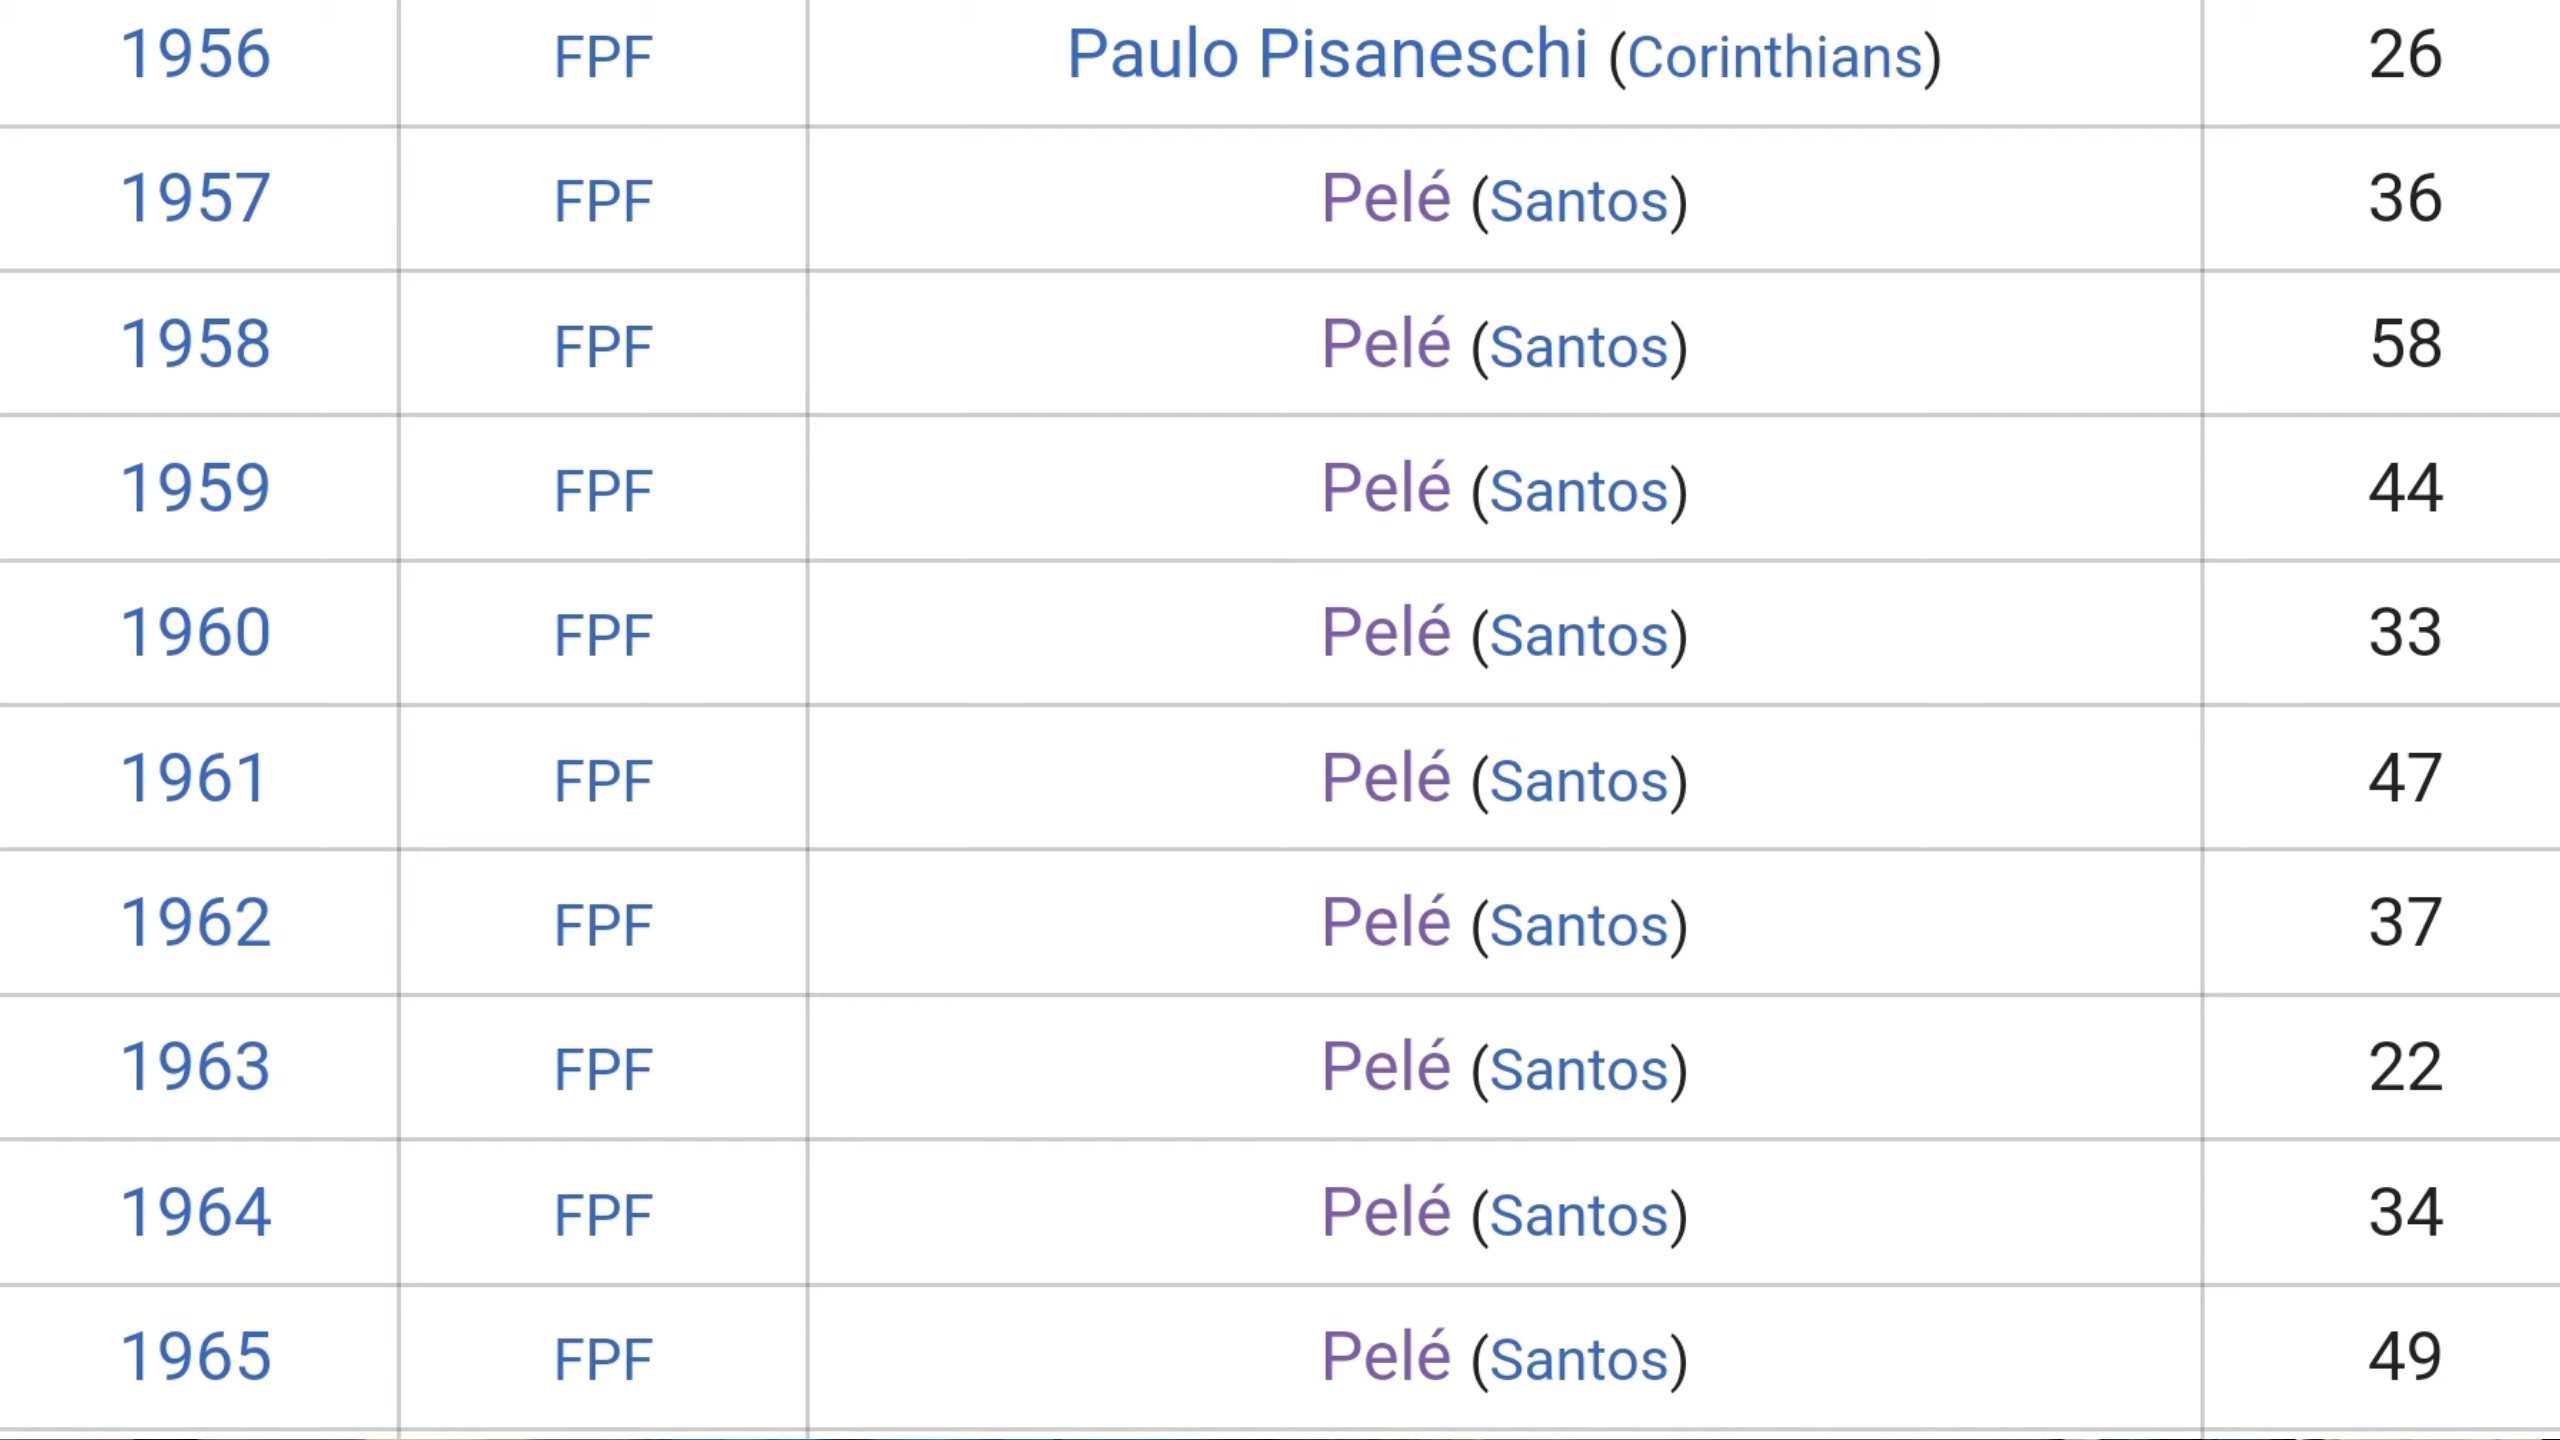 1956 FPF Paulo Pisaneschi (Corinthians) 26
1957 FPF Pelé (Santos) 36
1958 FPF Pelé (Santos) 58
1959 FPF Pelé (Santos) 44
1960 FPF Pelé (Santos) 33
1961 FPF Pelé (Santos) 47
1962 FPF Pelé (Santos) 37
1963 FPF Pelé (Santos) 22
1964 FPF Pelé (Santos) 34
1965 FPF Pelé (Santos) 49